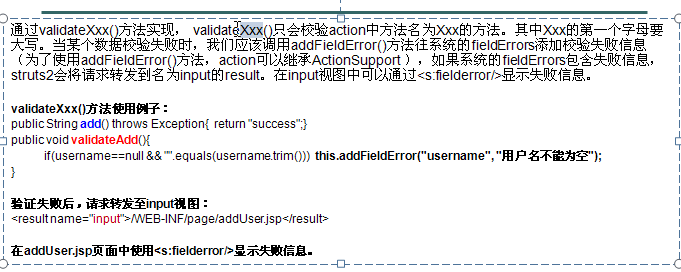 通过validateXxx()方法实现， validateXxx()只会校验action中方法名为Xxx的方法。其中Xxx的第一个字母要
大写。当某个数据校验失败时，我们应该调用addFieldError()方法往系统的fieldErrors添加校验失败信息
（为了使用addFieldError()方法，action可以继承ActionSupport ），如果系统的fieldErrors包含失败信息，
struts2会将请求转发到名为input的result。在input视图中可以通过<s:fielderror/>显示失败信息。
validateXxx()方法使用例子：
public String add() throws Exception{ return "success";}
public void validateAdd(){
if(username==null && "".equals(username.trim())) this.addFieldError("username", "用户名不能为空");
}
验证失败后，请求转发至input视图：
<result name="input">/WEB-INF/page/addUser.jsp</result>
在addUser.jsp页面中使用<s:fielderror/>显示失败信息。